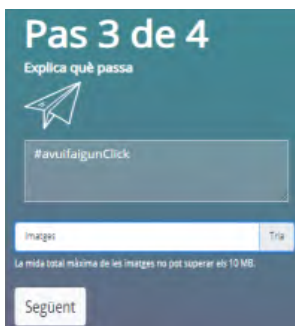 Pas 3 de 4
Explica què passa
#avuifaigunClick
Imatges
Tria
La mida total màxima de les imatges no pot superar els 10 MB.
Següent